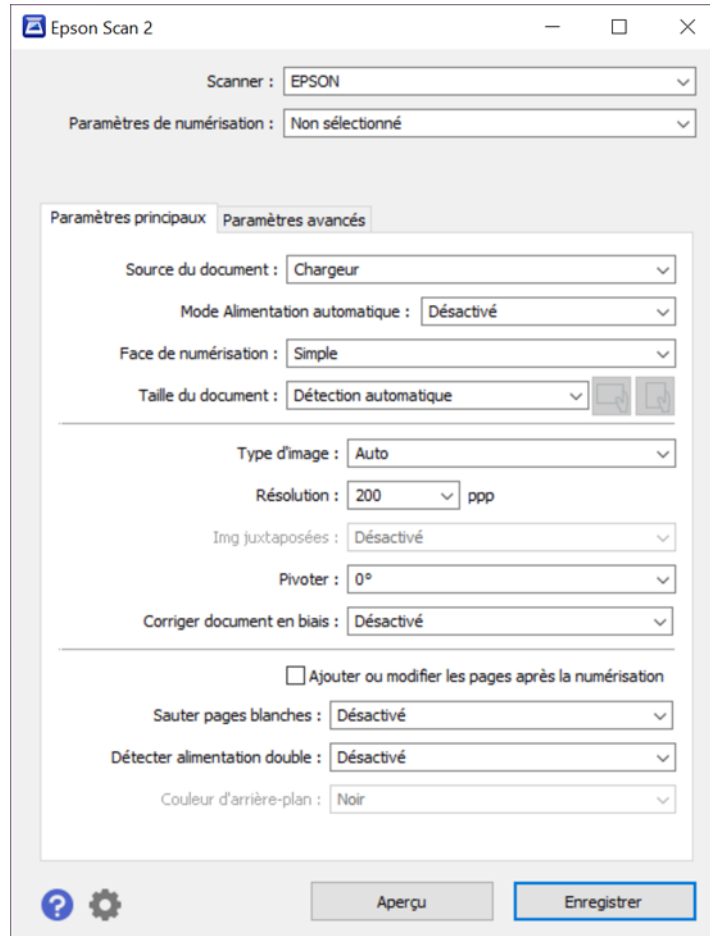 Epson Scan 2
Scanner : EPSON
Paramètres de numérisation : Non sélectionné
Paramètres principaux Paramètres avancés
Source du document : Chargeur
Mode Alimentation automatique : Désactivé
Face de numérisation : Simple
Taille du document : Détection automatique
Type d'image : Auto
Résolution : 200 ppp
Img juxtaposées : Désactivé
Pivoter : 0°
Corriger document en biais : Désactivé
Ajouter ou modifier les pages après la numérisation
Sauter pages blanches : Désactivé
Détecter alimentation double : Désactivé
Couleur d'arrière-plan : Noir
? Aperçu Enregistrer